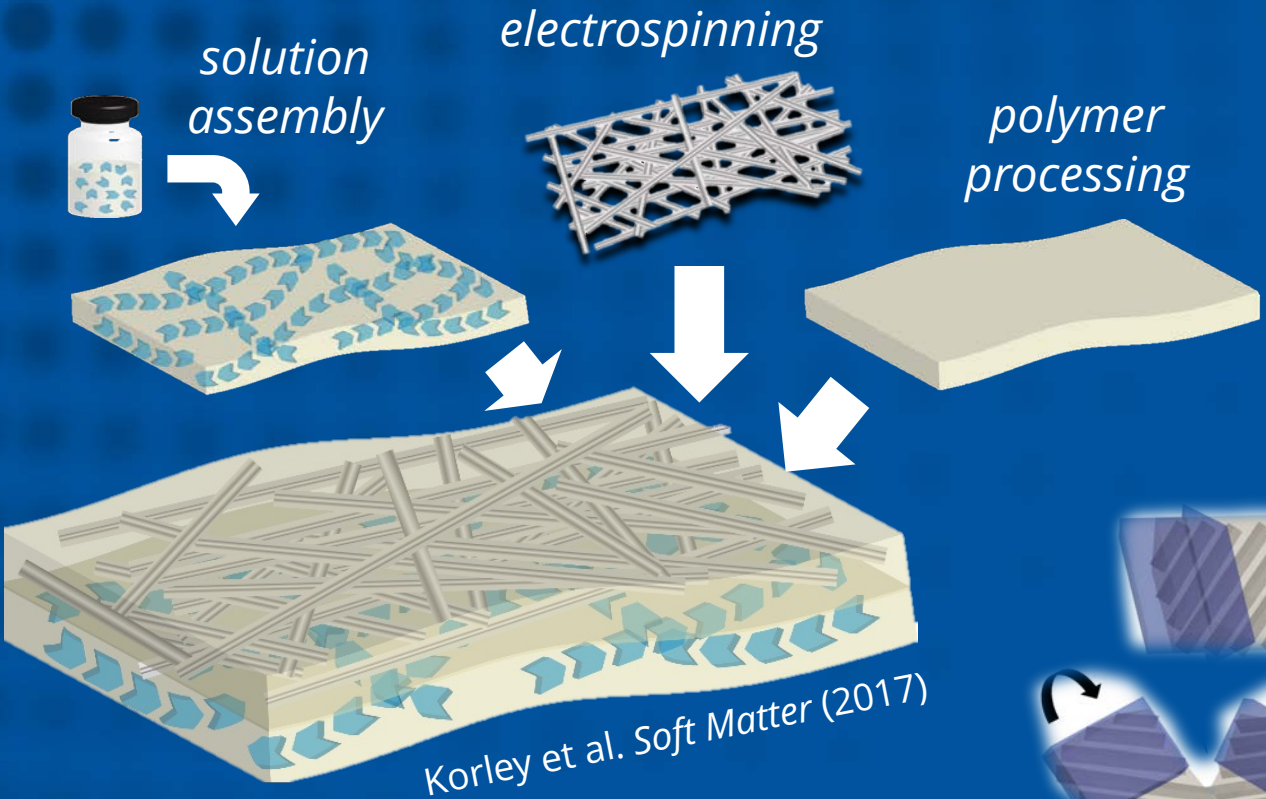 solution
assembly
electrospinning
polymer
processing
Korley et al. Soft Matter (2017)